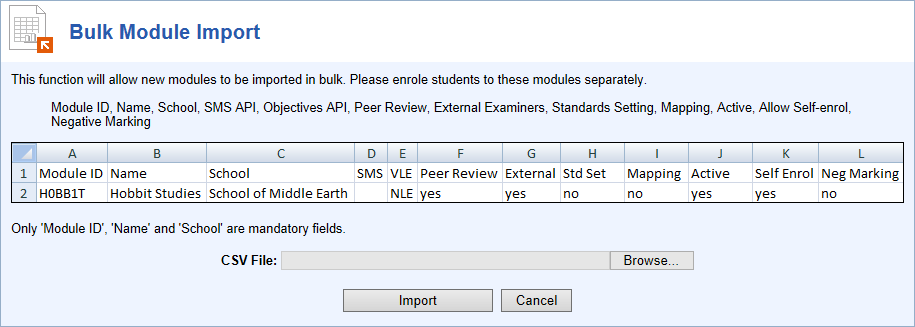 Bulk Module Import
This function will allow new modules to be imported in bulk. Please enrole students to these modules separately.
Module ID, Name, School, SMS API, Objectives API, Peer Review, External Examiners, Standards Setting, Mapping, Active, Allow Self-enrol,
Negative Marking
A B C D E F G H I J K L
1 Module ID Name School SMS VLE Peer Review External Std Set Mapping Active Self Enrol Neg Marking
2 H0BB1T Hobbit Studies School of Middle Earth NLE yes yes no no yes yes no
Only 'Module ID', 'Name' and 'School' are mandatory fields.
CSV File: Browse...
Import Cancel